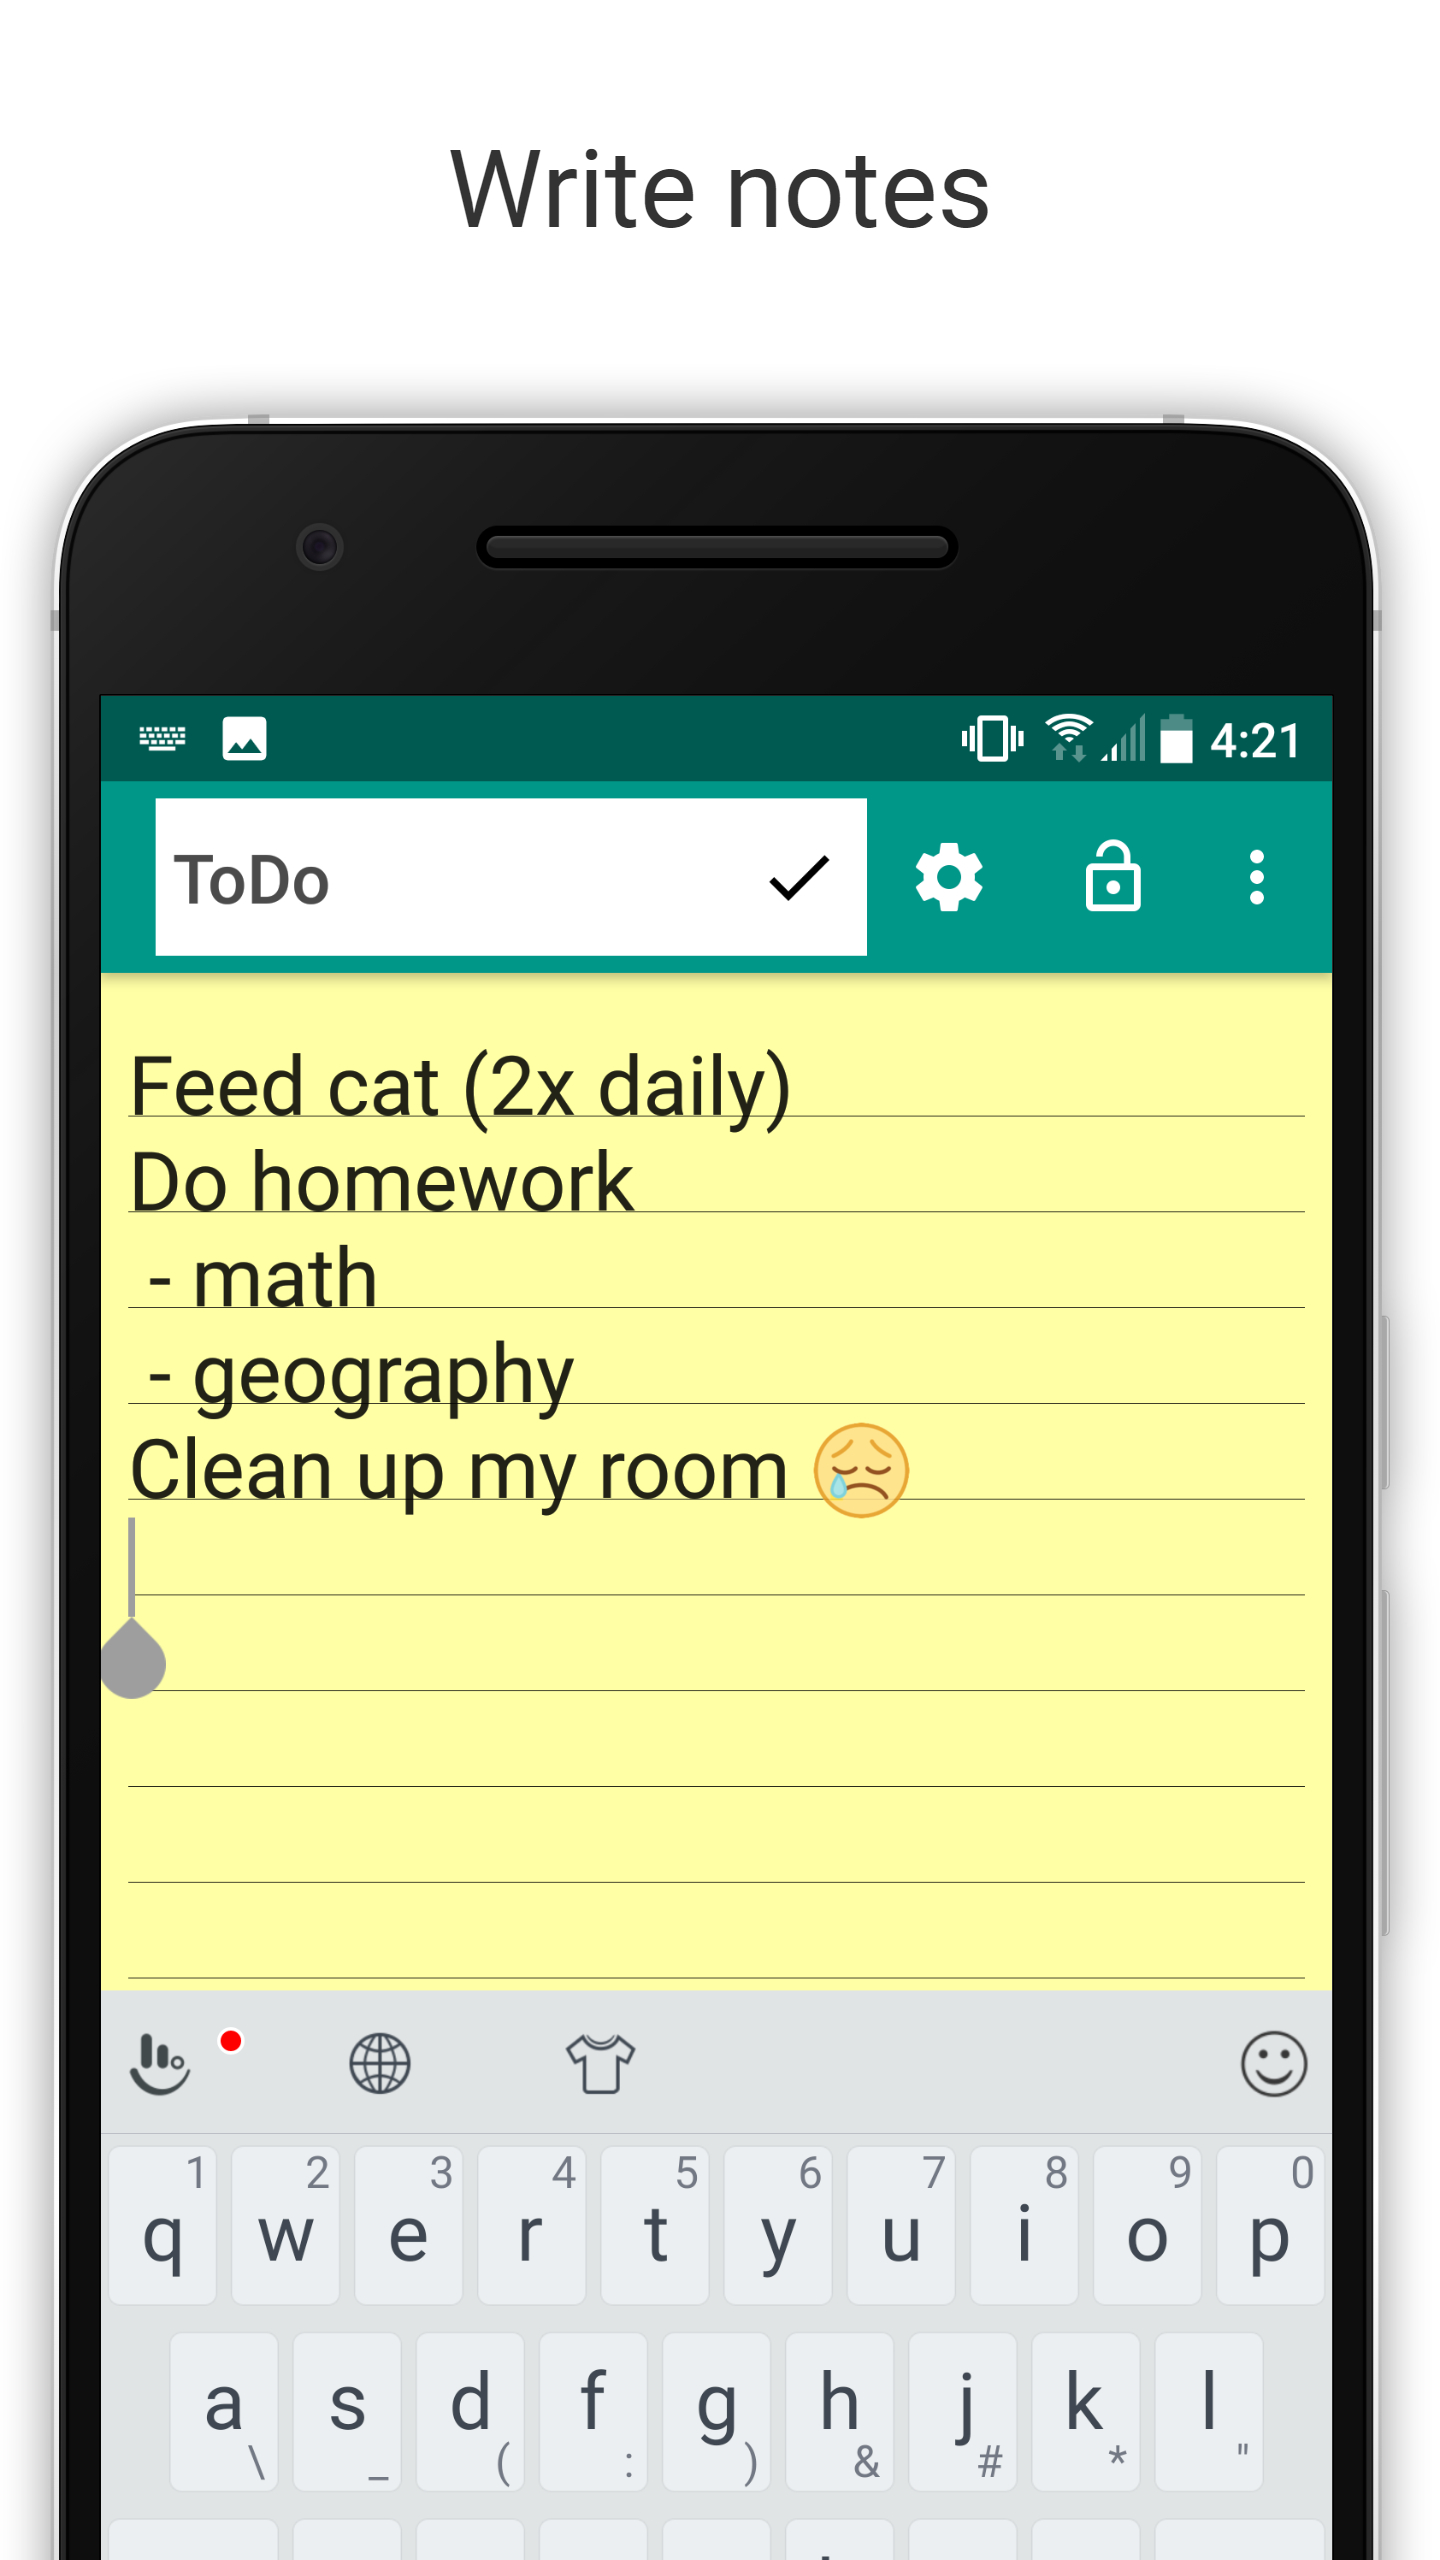 Write notes
4:21
ToDo
Feed cat (2x daily)
Do homework
- math
- geography
Clean up my room 😢
1 2 3 4 5 6 7 8 9 0
q w e r t y u i o p
a s d f g h j k l
\ _ ( : ) & # * "